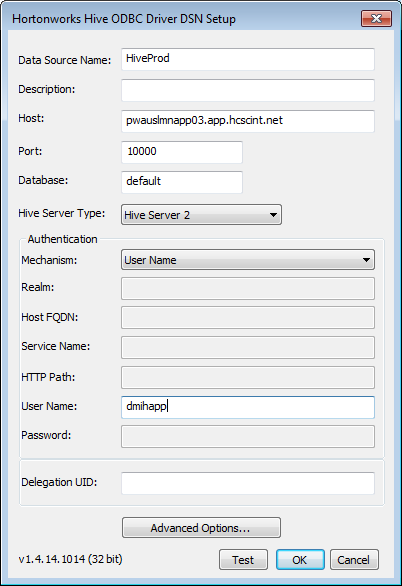 Hortonworks Hive ODBC Driver DSN Setup
Data Source Name: HiveProd
Description:
Host: pwauslmnapp03.app.hcscint.net
Port: 10000
Database: default
Hive Server Type: Hive Server 2
Authentication
Mechanism: User Name
Realm:
Host FQDN:
Service Name:
HTTP Path:
User Name: dmihapp
Password:
Delegation UID:
Advanced Options...
v1.4.14.1014 (32 bit) Test OK Cancel